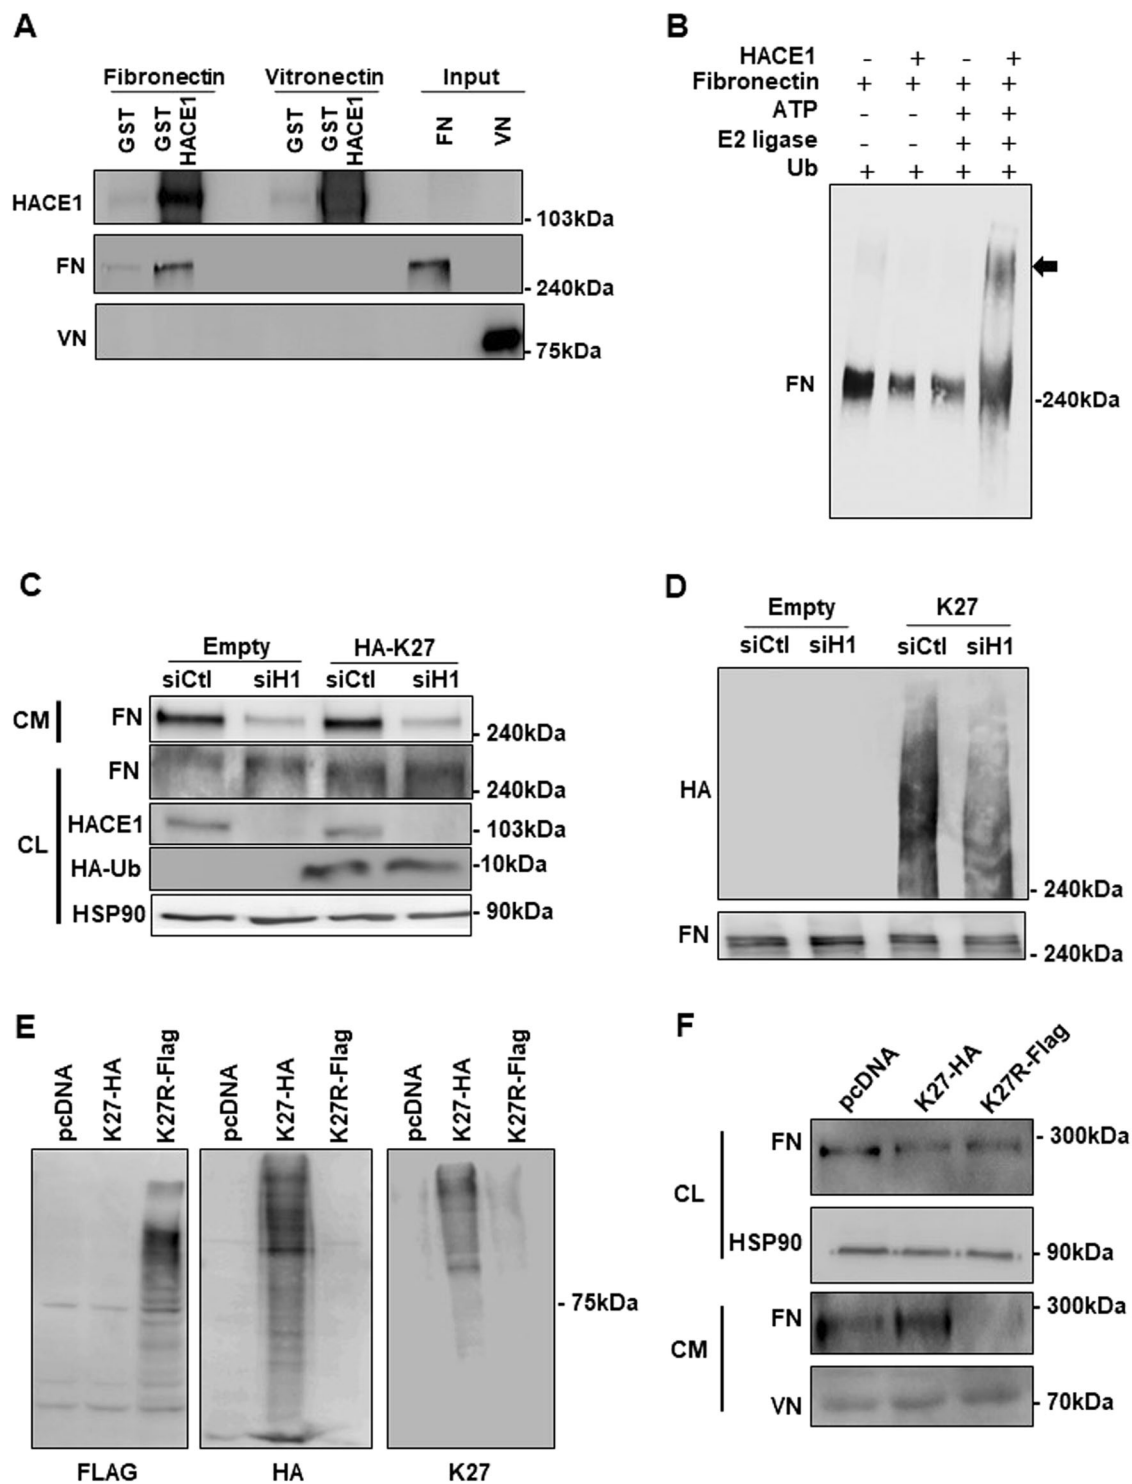 A
Fibronectin Vitronectin Input
GST GST HACE1 GST GST HACE1 FN VN
HACE1 - 103kDa
FN - 240kDa
VN - 75kDa
B
HACE1 - + - +
Fibronectin + + + +
ATP - - + +
E2 ligase - - + +
Ub + + + +
FN -240kDa
C
Empty HA-K27
siCtl siH1 siCtl siH1
CM FN - 240kDa
CL FN - 240kDa
HACE1 - 103kDa
HA-Ub -10kDa
HSP90 - 90kDa
D
Empty K27
siCtl siH1 siCtl siH1
HA - 240kDa
FN - 240kDa
E
pcDNA K27-HA K27R-Flag pcDNA K27-HA K27R-Flag pcDNA K27-HA K27R-Flag
- 75kDa
FLAG HA K27
F
pcDNA K27-HA K27R-Flag
CL FN - 300kDa
HSP90 - 90kDa
CM FN - 300kDa
VN - 70kDa